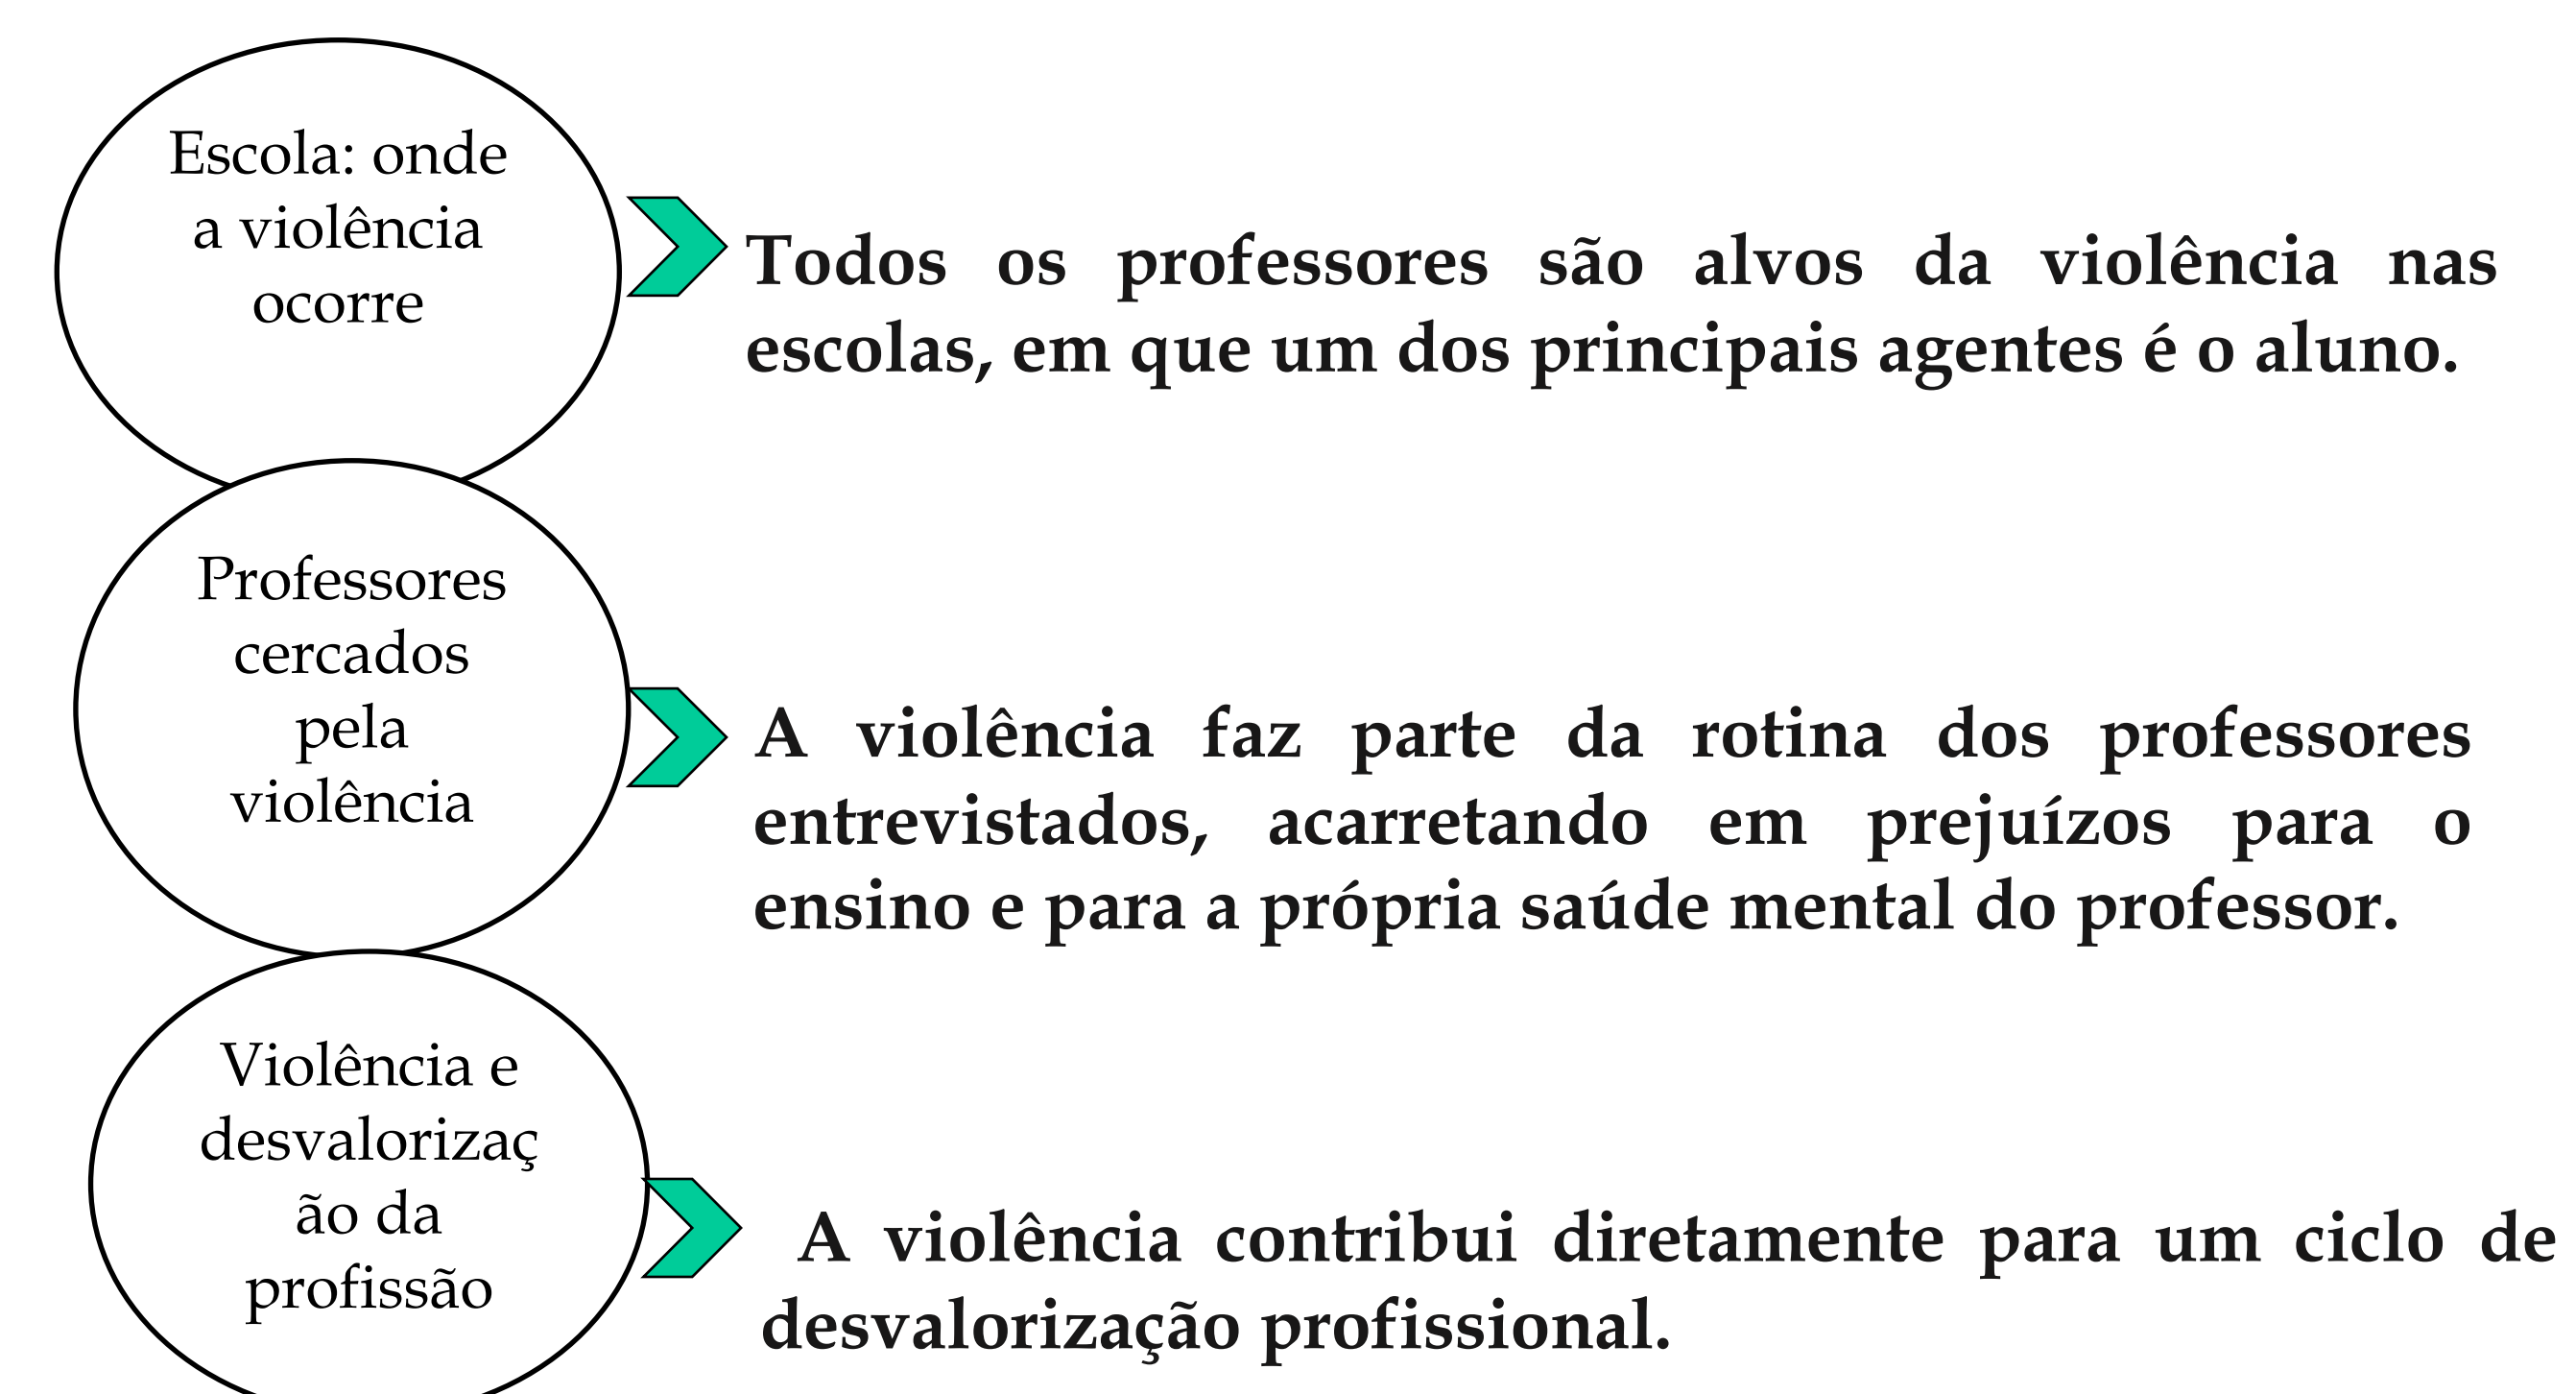 Escola: onde
a violência
ocorre
Todos os professores são alvos da violência nas
escolas, em que um dos principais agentes é o aluno.
Professores
cercados
pela
violência
A violência faz parte da rotina dos professores
entrevistados, acarretando em prejuízos para o
ensino e para a própria saúde mental do professor.
Violência e
desvalorizaç
ão da
profissão
A violência contribui diretamente para um ciclo de
desvalorização profissional.